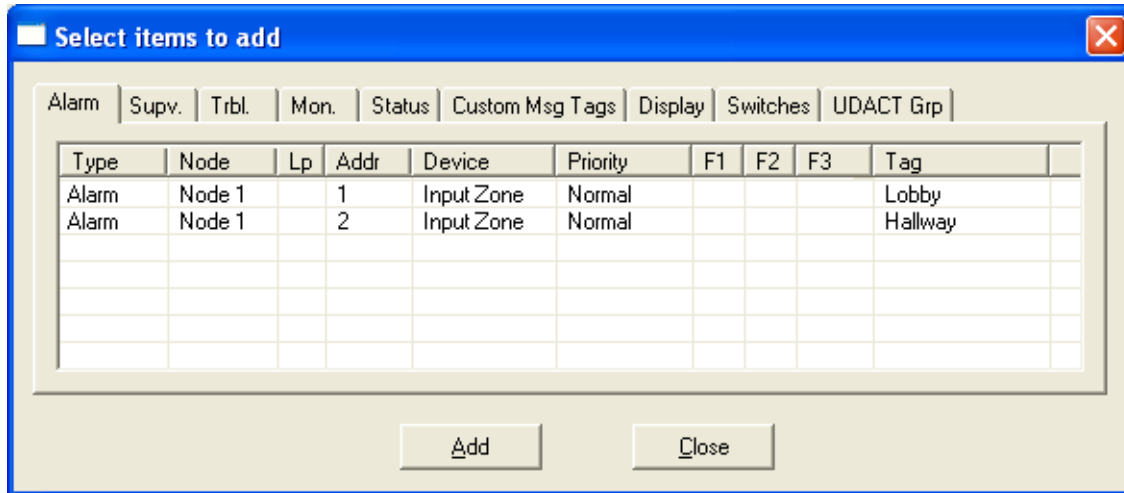 Select items to add
Alarm Supv. Trbl. Mon. Status Custom Msg Tags Display Switches UDACT Grp
Type Node Lp Addr Device Priority F1 F2 F3 Tag
Alarm Node 1 1 Input Zone Normal Lobby
Alarm Node 1 2 Input Zone Normal Hallway
Add Close